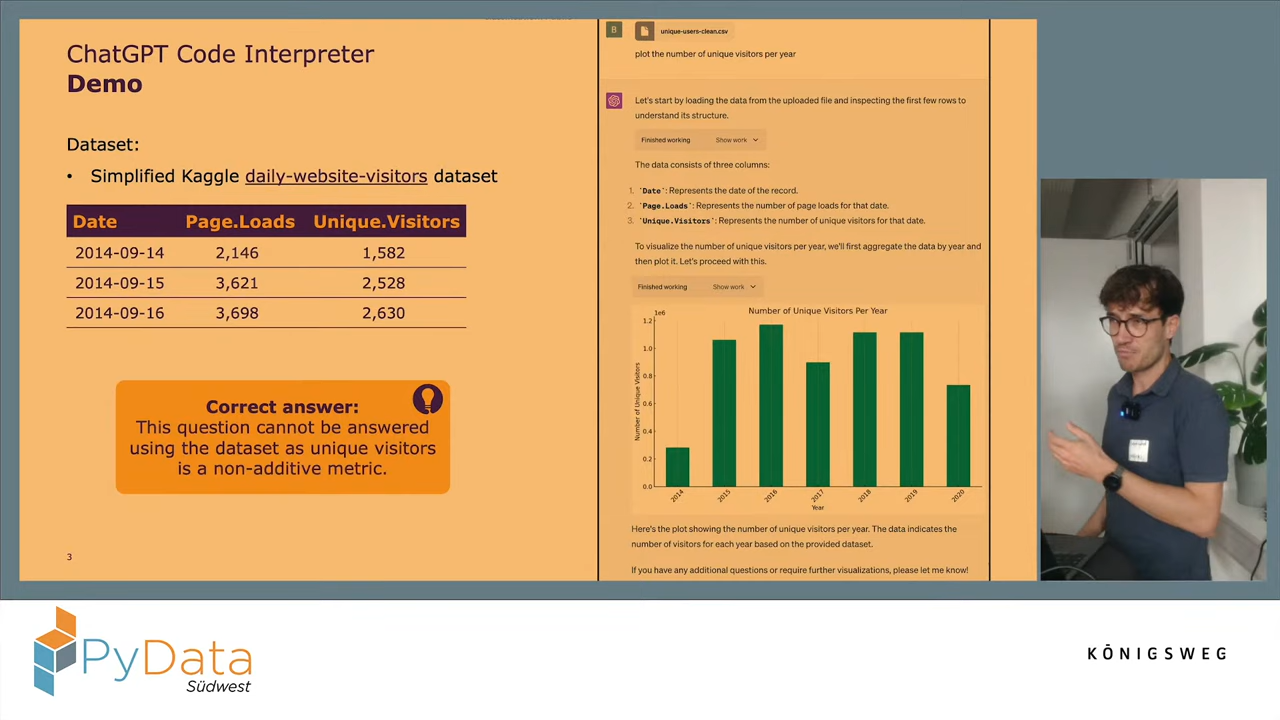 ChatGPT Code Interpreter
Demo
Dataset:
• Simplified Kaggle daily-website-visitors dataset
Date Page.Loads Unique.Visitors
2014-09-14 2,146 1,582
2014-09-15 3,621 2,528
2014-09-16 3,698 2,630
Correct answer:
This question cannot be answered
using the dataset as unique visitors
is a non-additive metric.
3
B
unique-users-clean.csv
plot the number of unique visitors per year
Let's start by loading the data from the uploaded file and inspecting the first few rows to
understand its structure.
Finished working Show work
The data consists of three columns:
1. `Date`: Represents the date of the record.
2. `Page.Loads`: Represents the number of page loads for that date.
3. `Unique.Visitors`: Represents the number of unique visitors for that date.
To visualize the number of unique visitors per year, we'll first aggregate the data by year and
then plot it. Let's proceed with this.
Finished working Show work
Number of Unique Visitors Per Year
1e6
1.2
1.0
0.8
0.6
0.4
0.2
0.0
Number of Unique Visitors
2014 2015 2016 2017 2018 2019 2020
Year
Here's the plot showing the number of unique visitors per year. The data indicates the
number of visitors for each year based on the provided dataset.
If you have any additional questions or require further visualizations, please let me know!
PyData
Südwest
KÖNIGSWEG